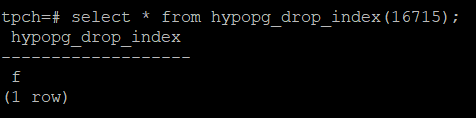 tpch=# select * from hypopg_drop_index(16715);
 hypopg_drop_index
-------------------
 f
(1 row)